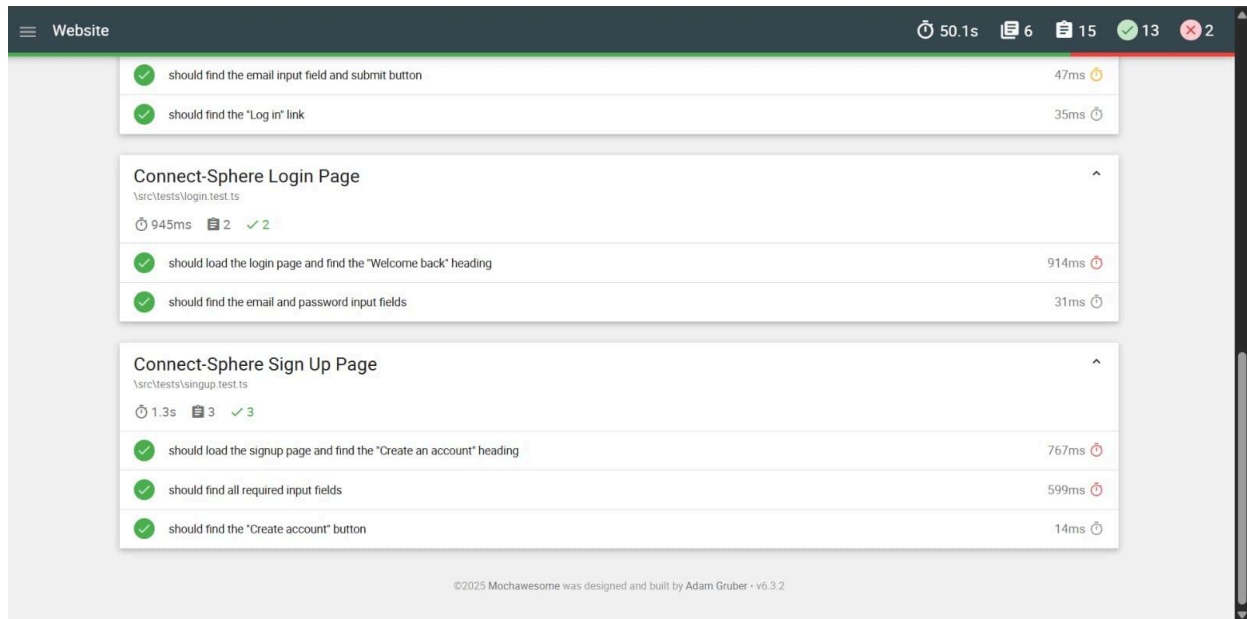 Website 50.1s 6 15 13 2
should find the email input field and submit button 47ms
should find the "Log in" link 35ms
Connect-Sphere Login Page
\src\tests\login.test.ts
945ms 2 2
should load the login page and find the "Welcome back" heading 914ms
should find the email and password input fields 31ms
Connect-Sphere Sign Up Page
\src\tests\singup.test.ts
1.3s 3 3
should load the signup page and find the "Create an account" heading 767ms
should find all required input fields 599ms
should find the "Create account" button 14ms
©2025 Mochawesome was designed and built by Adam Gruber • v6.3.2